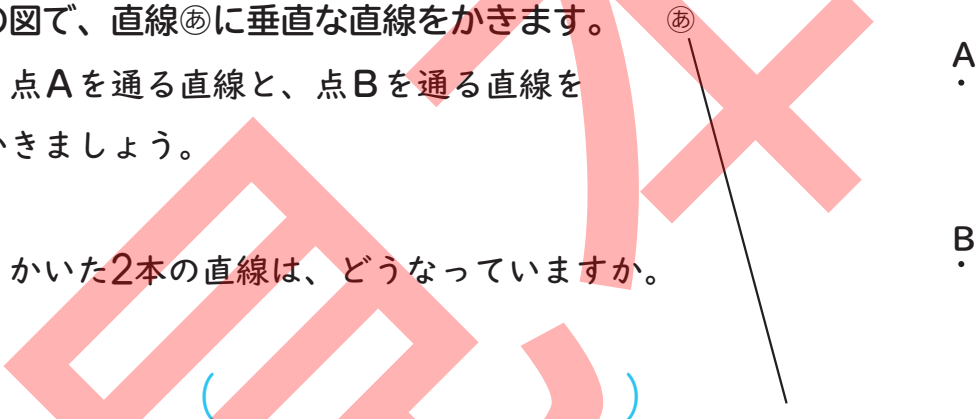 の図で、直線㋐に垂直な直線をかきます。
点Aを通る直線と、点Bを通る直線を
かきましょう。
かいた2本の直線は、どうなっていますか。
(   )
㋐
A
B